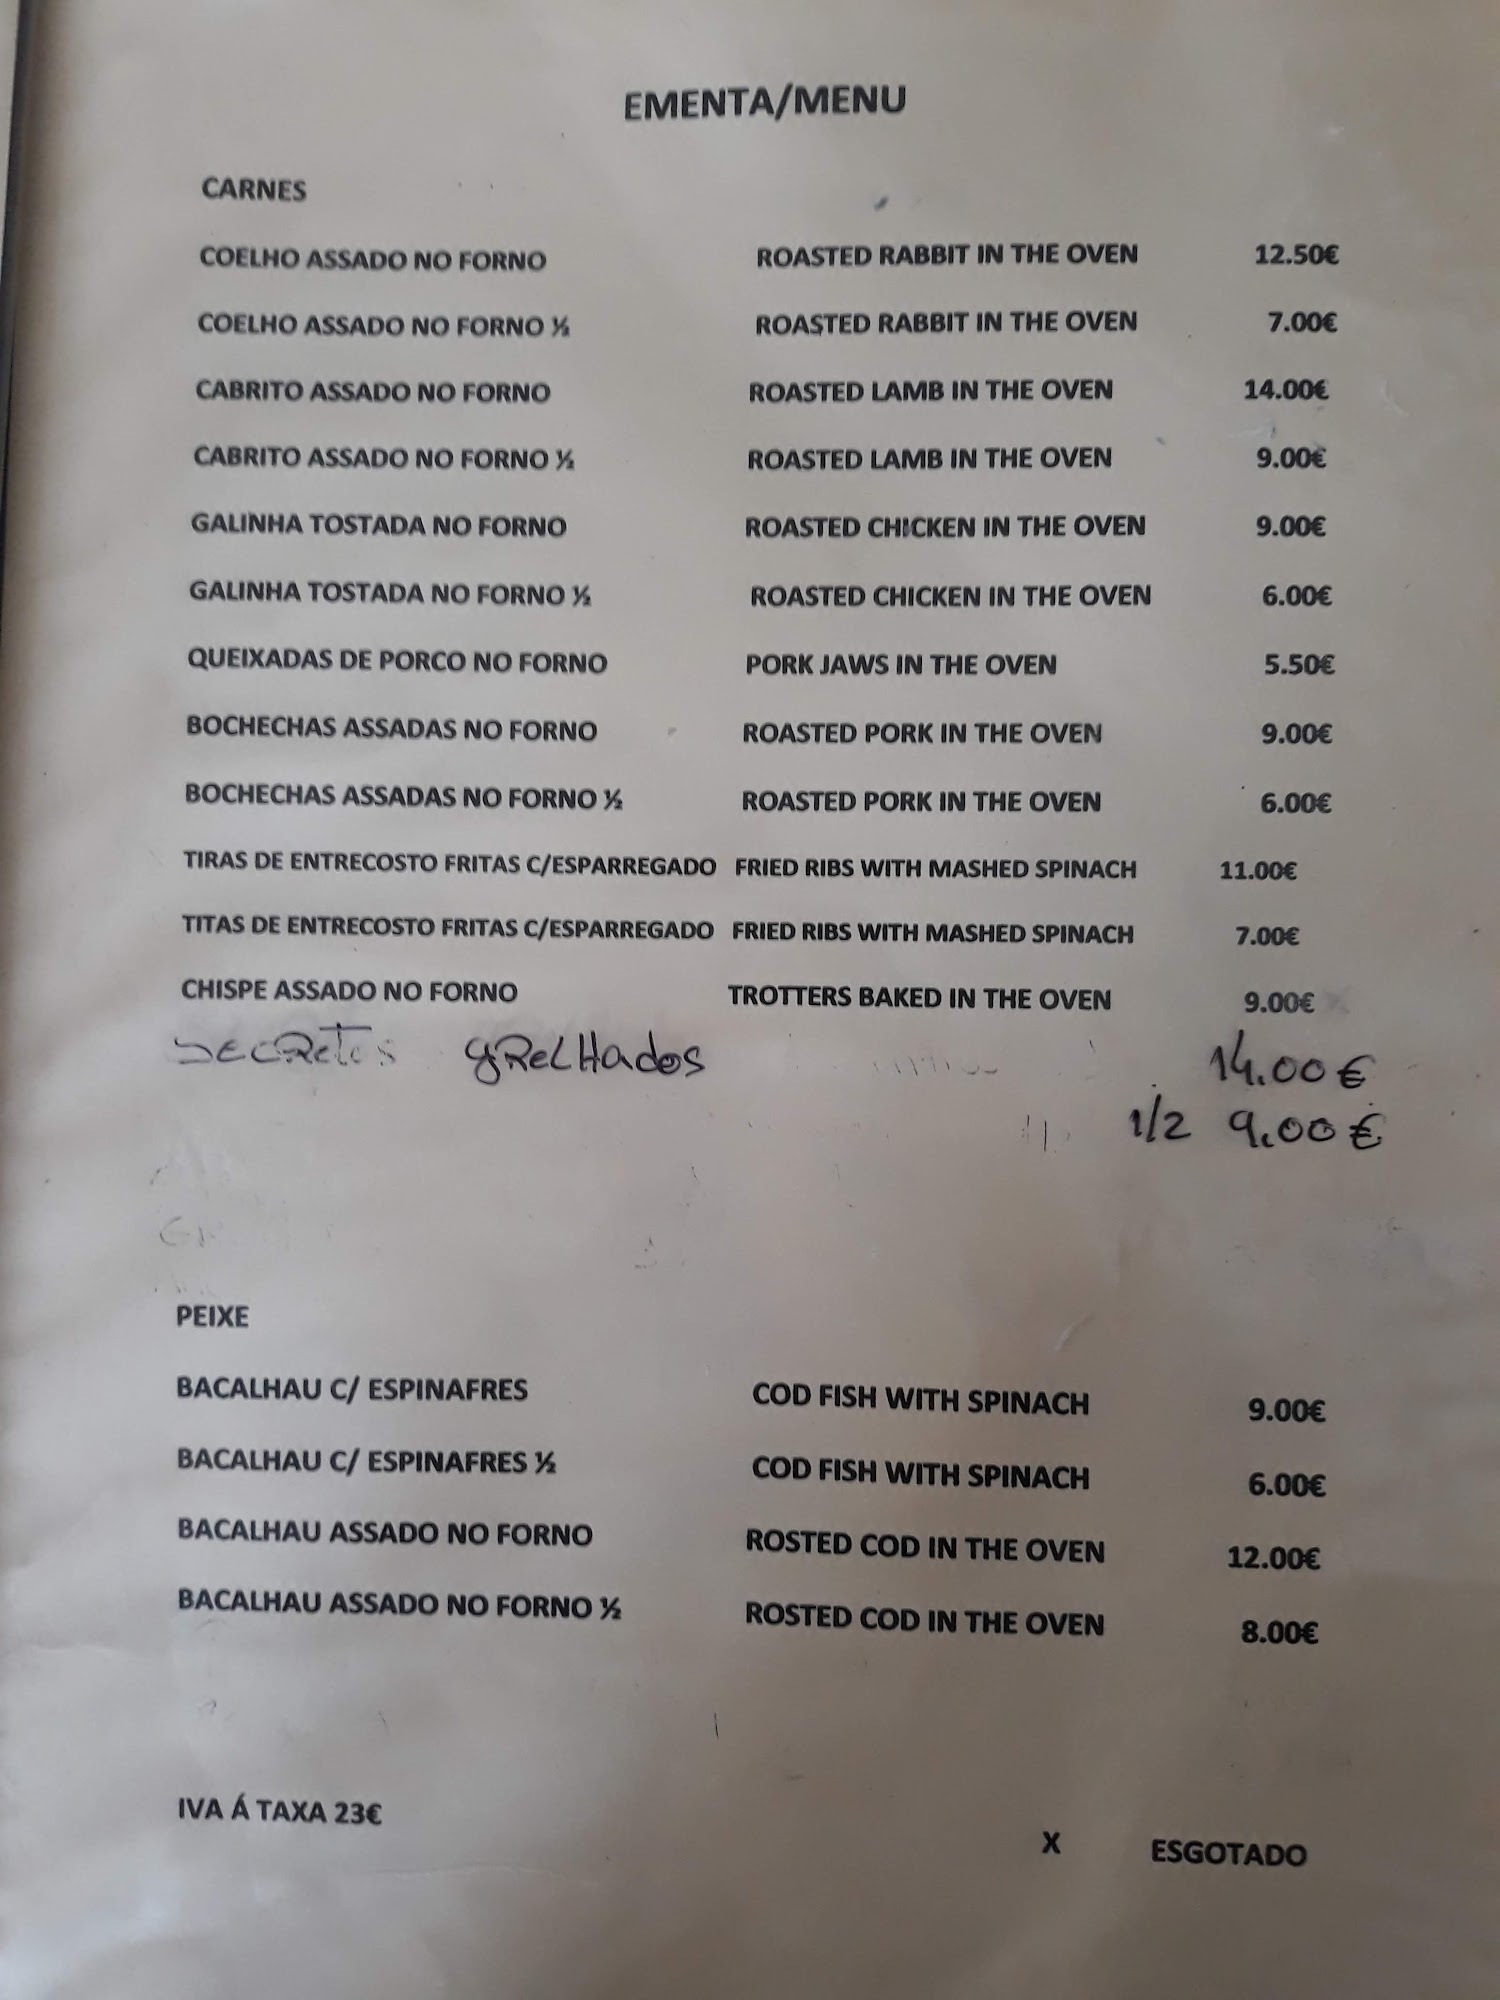 EMENTA/MENU
CARNES
COELHO ASSADO NO FORNO ROASTED RABBIT IN THE OVEN 12.50€
COELHO ASSADO NO FORNO ½ ROASTED RABBIT IN THE OVEN 7.00€
CABRITO ASSADO NO FORNO ROASTED LAMB IN THE OVEN 14.00€
CABRITO ASSADO NO FORNO ½ ROASTED LAMB IN THE OVEN 9.00€
GALINHA TOSTADA NO FORNO ROASTED CHICKEN IN THE OVEN 9.00€
GALINHA TOSTADA NO FORNO ½ ROASTED CHICKEN IN THE OVEN 6.00€
QUEIXADAS DE PORCO NO FORNO PORK JAWS IN THE OVEN 5.50€
BOCHECHAS ASSADAS NO FORNO ROASTED PORK IN THE OVEN 9.00€
BOCHECHAS ASSADAS NO FORNO ½ ROASTED PORK IN THE OVEN 6.00€
TIRAS DE ENTRECOSTO FRITAS C/ESPARREGADO FRIED RIBS WITH MASHED SPINACH 11.00€
TITAS DE ENTRECOSTO FRITAS C/ESPARREGADO FRIED RIBS WITH MASHED SPINACH 7.00€
CHISPE ASSADO NO FORNO TROTTERS BAKED IN THE OVEN 9.00€
SECRETOS GRELHADOS 14.00€
1/2 9.00€
PEIXE
BACALHAU C/ ESPINAFRES COD FISH WITH SPINACH 9.00€
BACALHAU C/ ESPINAFRES ½ COD FISH WITH SPINACH 6.00€
BACALHAU ASSADO NO FORNO ROSTED COD IN THE OVEN 12.00€
BACALHAU ASSADO NO FORNO ½ ROSTED COD IN THE OVEN 8.00€
IVA Á TAXA 23€
X ESGOTADO